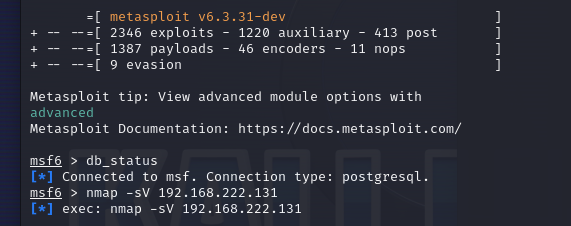 =[ metasploit v6.3.31-dev ]
+ -- --=[ 2346 exploits - 1220 auxiliary - 413 post ]
+ -- --=[ 1387 payloads - 46 encoders - 11 nops ]
+ -- --=[ 9 evasion ]
Metasploit tip: View advanced module options with
advanced
Metasploit Documentation: https://docs.metasploit.com/
msf6 > db_status
[*] Connected to msf. Connection type: postgresql.
msf6 > nmap -sV 192.168.222.131
[*] exec: nmap -sV 192.168.222.131